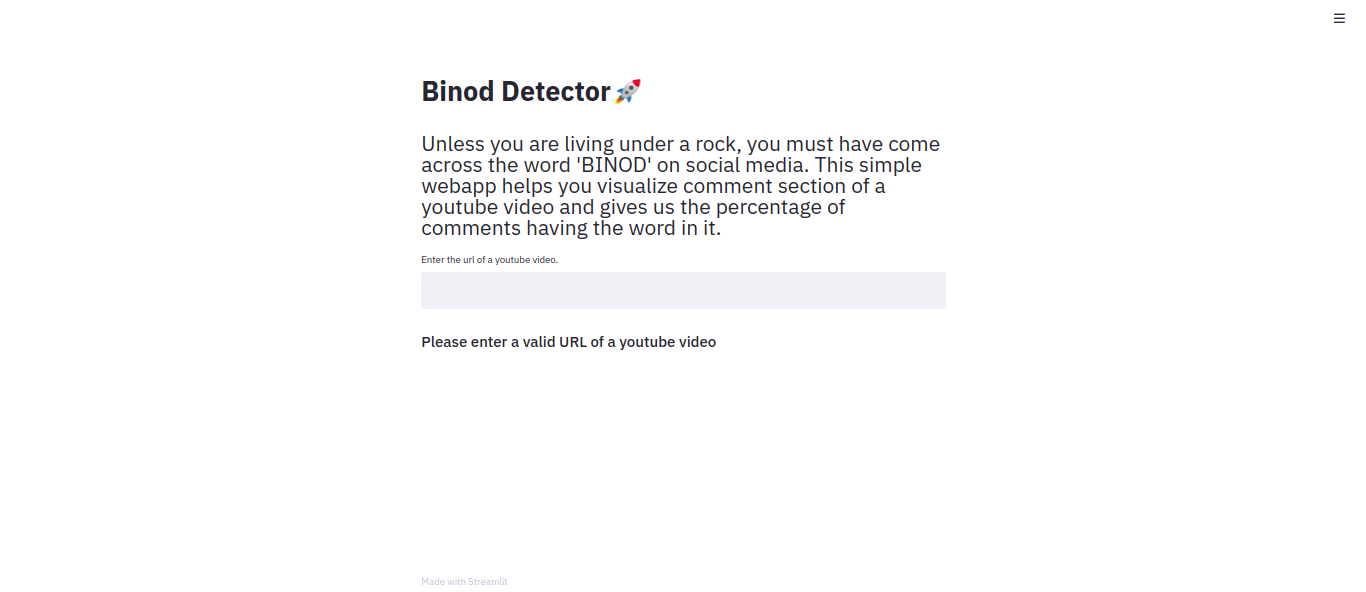 Binod Detector🚀
Unless you are living under a rock, you must have come
across the word 'BINOD' on social media. This simple
webapp helps you visualize comment section of a
youtube video and gives us the percentage of
comments having the word in it.
Enter the url of a youtube video.
Please enter a valid URL of a youtube video
Made with Streamlit